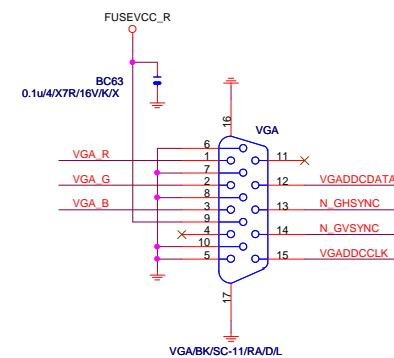 FUSEVCC_R
BC63
0.1u/4/X7R/16V/K/X
16
VGA
6
VGA_R 1 11
7
VGA_G 2 12 VGADDCDATA
8
VGA_B 3 13 N_GHSYNC
9
4 14 N_GVSYNC
10
5 15 VGADDCCLK
17
VGA/BK/SC-11/RA/D/L